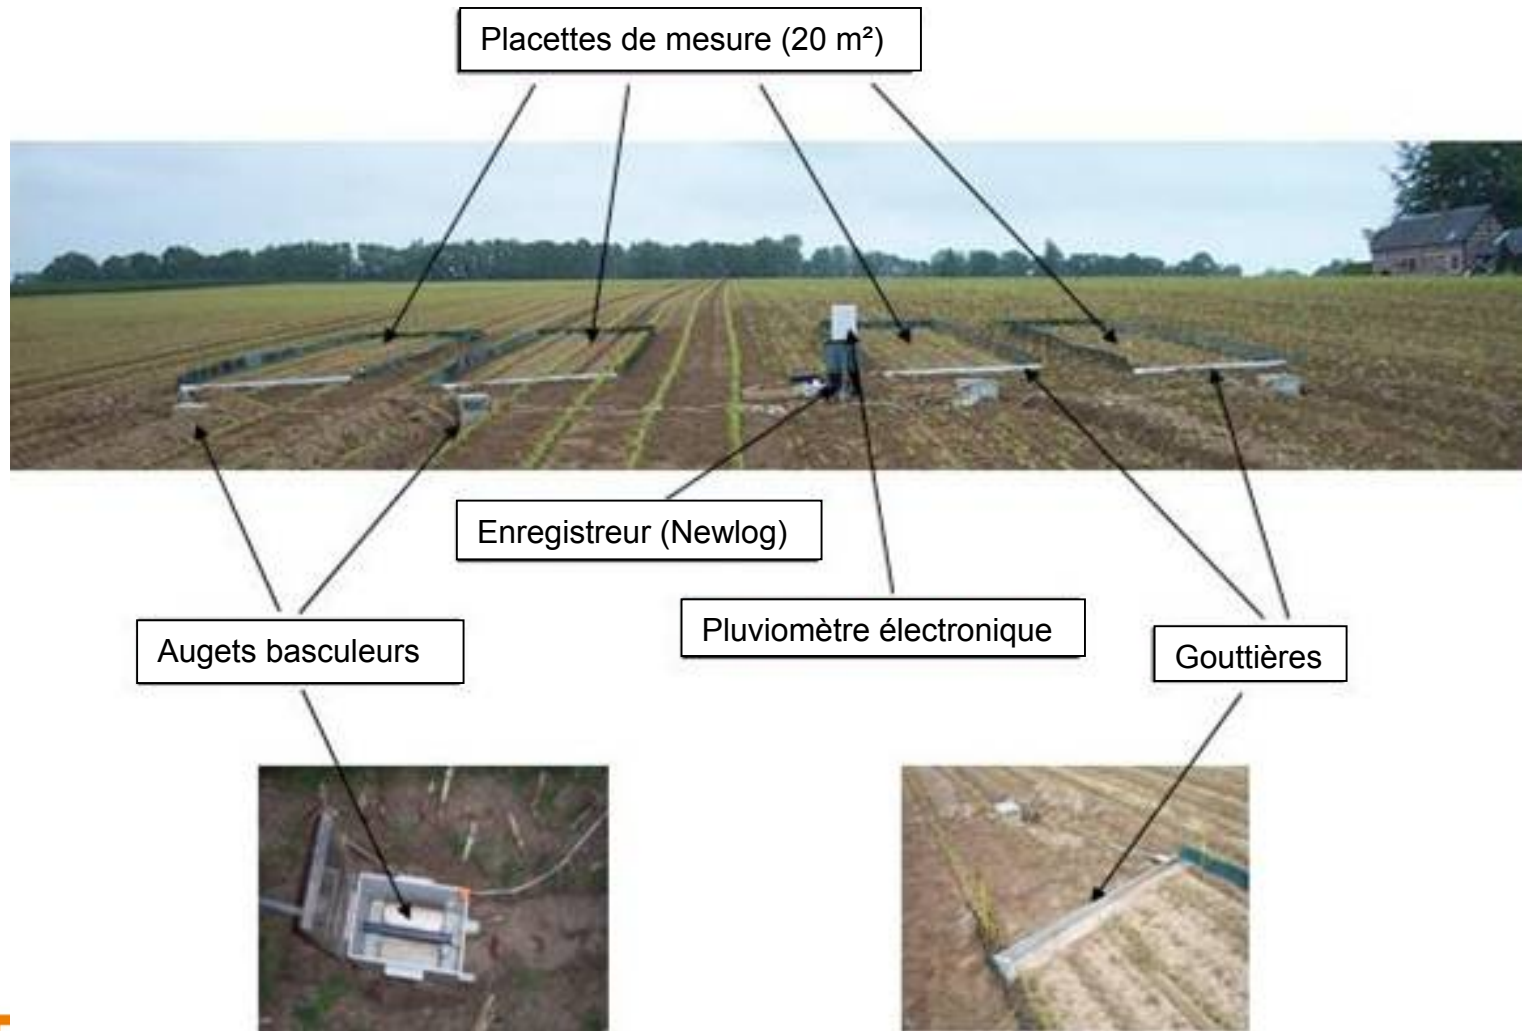 Placettes de mesure (20 m²)
Enregistreur (Newlog)
Pluviomètre électronique
Augets basculeurs
Gouttières